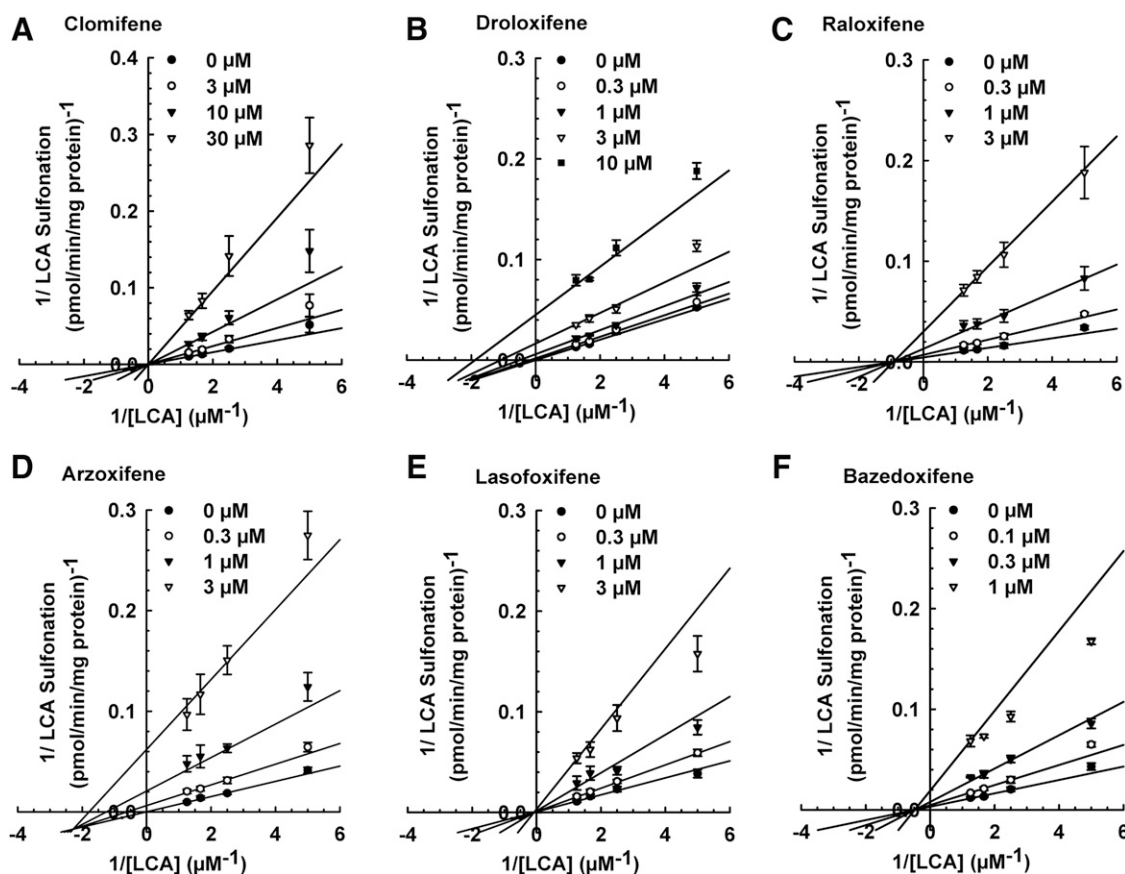 A Clomifene
0 µM
3 µM
10 µM
30 µM
0.4
0.3
0.2
0.1
0.0
1/ LCA Sulfonation
(pmol/min/mg protein)-1
-4 -2 0 2 4 6
1/[LCA] (µM-1)
B Droloxifene
0 µM
0.3 µM
1 µM
3 µM
10 µM
0.3
0.2
0.1
0.0
1/ LCA Sulfonation
(pmol/min/mg protein)-1
-4 -2 0 2 4 6
1/[LCA] (µM-1)
C Raloxifene
0 µM
0.3 µM
1 µM
3 µM
0.3
0.2
0.1
0.0
1/ LCA Sulfonation
(pmol/min/mg protein)-1
-4 -2 0 2 4 6
1/[LCA] (µM-1)
D Arzoxifene
0 µM
0.3 µM
1 µM
3 µM
0.3
0.2
0.1
0.0
1/ LCA Sulfonation
(pmol/min/mg protein)-1
-4 -2 0 2 4 6
1/[LCA] (µM-1)
E Lasofoxifene
0 µM
0.3 µM
1 µM
3 µM
0.3
0.2
0.1
0.0
1/ LCA Sulfonation
(pmol/min/mg protein)-1
-4 -2 0 2 4 6
1/[LCA] (µM-1)
F Bazedoxifene
0 µM
0.1 µM
0.3 µM
1 µM
0.3
0.2
0.1
0.0
1/ LCA Sulfonation
(pmol/min/mg protein)-1
-4 -2 0 2 4 6
1/[LCA] (µM-1)